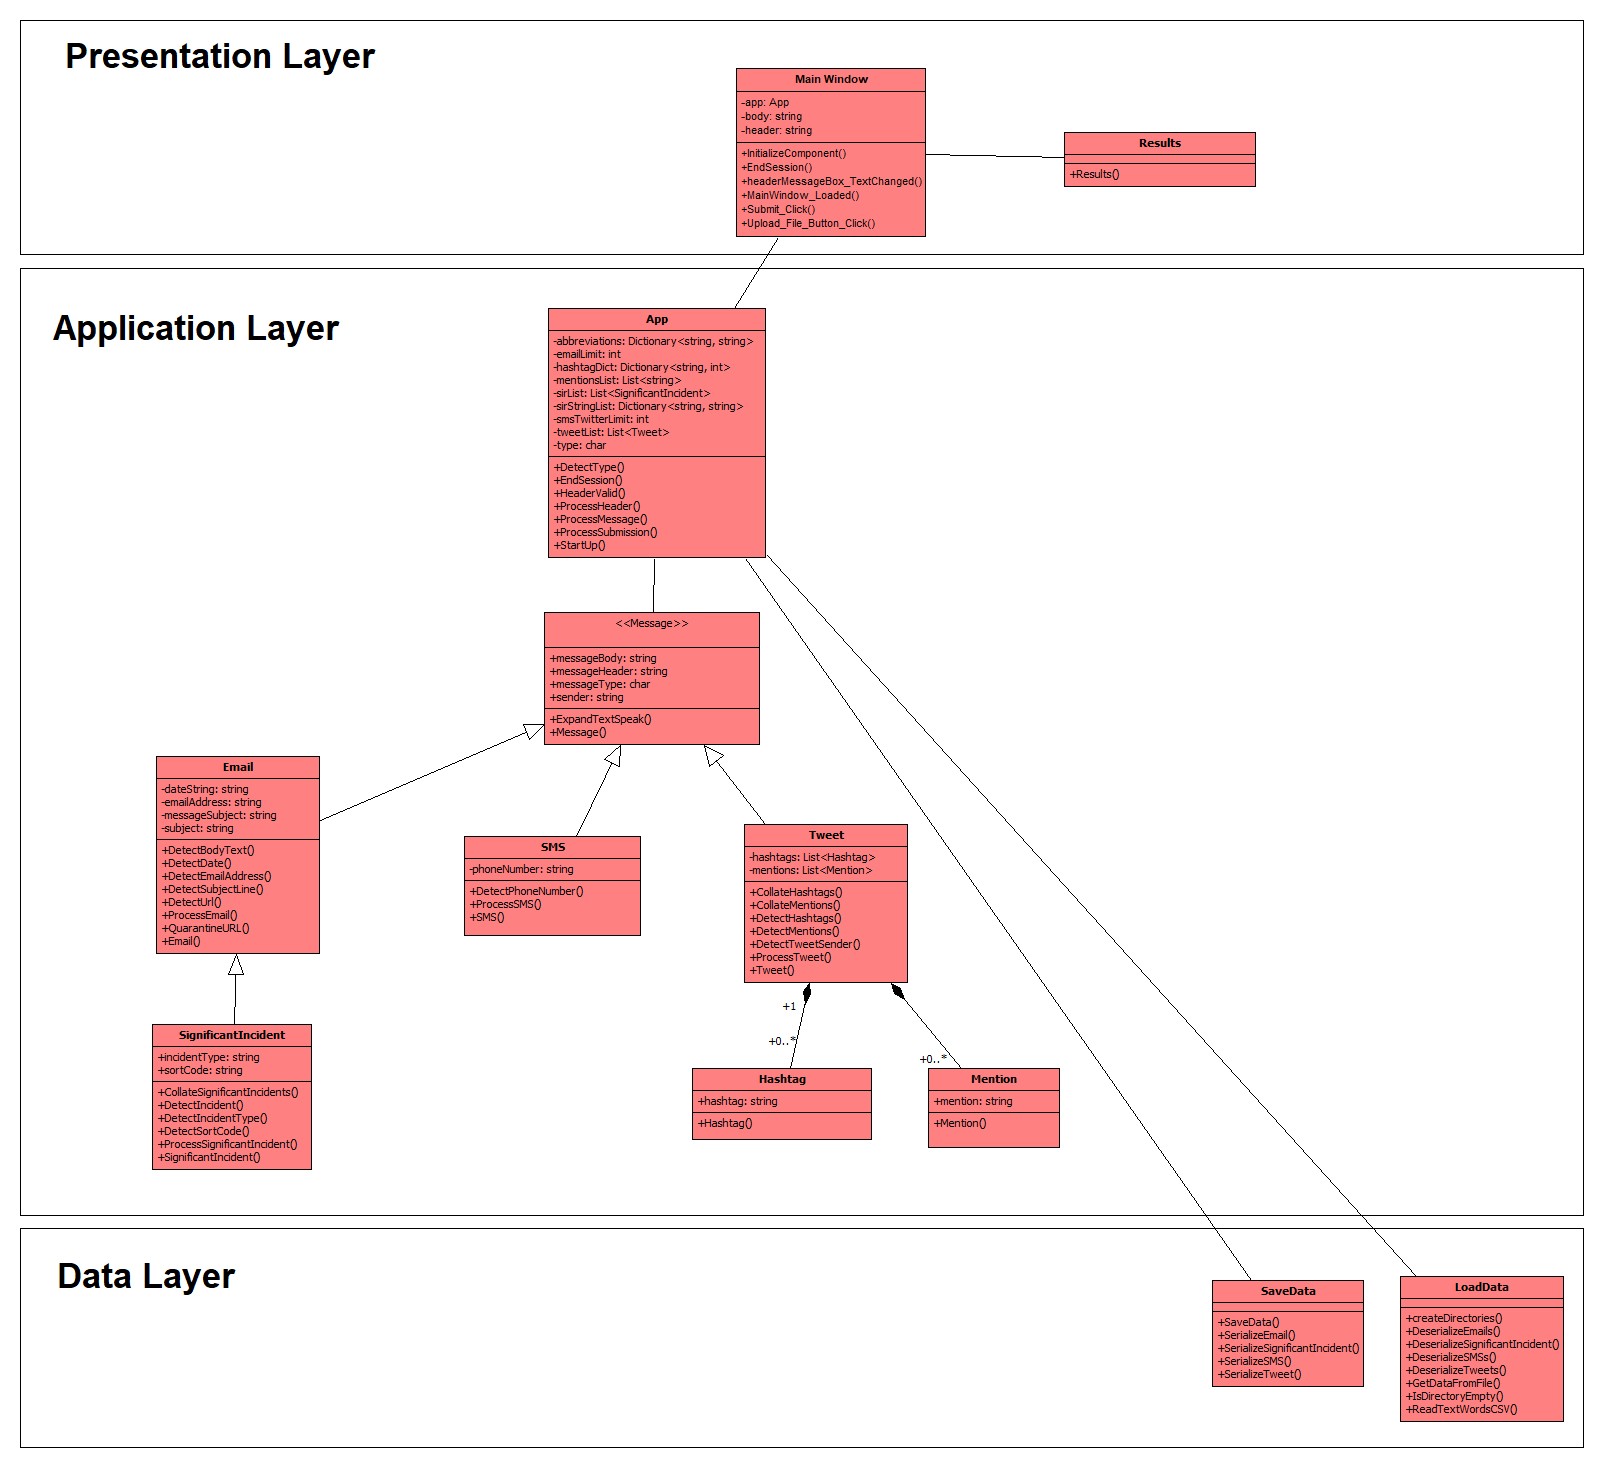 Presentation Layer
Main Window
-app: App
-body: string
-header: string
+InitializeComponent()
+EndSession()
+headerMessageBox_TextChanged()
+MainWindow_Loaded()
+Submit_Click()
+Upload_File_Button_Click()
Results
+Results()
Application Layer
App
-abbreviations: Dictionary<string, string>
-emailLimit: int
-hashtagDict: Dictionary<string, int>
-mentionsList: List<string>
-sirList: List<SignificantIncident>
-sirStringList: Dictionary<string, string>
-smsTwitterLimit: int
-tweetList: List<Tweet>
-type: char
+DetectType()
+EndSession()
+HeaderValid()
+ProcessHeader()
+ProcessMessage()
+ProcessSubmission()
+StartUp()
<<Message>>
+messageBody: string
+messageHeader: string
+messageType: char
+sender: string
+ExpandTextSpeak()
+Message()
Email
-dateString: string
-emailAddress: string
-messageSubject: string
-subject: string
+DetectBodyText()
+DetectDate()
+DetectEmailAddress()
+DetectSubjectLine()
+DetectUrl()
+ProcessEmail()
+QuarantineURL()
+Email()
SMS
-phoneNumber: string
+DetectPhoneNumber()
+ProcessSMS()
+SMS()
Tweet
-hashtags: List<Hashtag>
-mentions: List<Mention>
+CollateHashtags()
+CollateMentions()
+DetectHashtags()
+DetectMentions()
+DetectTweetSender()
+ProcessTweet()
+Tweet()
+1
+0..*
+0..*
SignificantIncident
+incidentType: string
+sortCode: string
+CollateSignificantIncidents()
+DetectIncident()
+DetectIncidentType()
+DetectSortCode()
+ProcessSignificantIncident()
+SignificantIncident()
Hashtag
+hashtag: string
+Hashtag()
Mention
+mention: string
+Mention()
Data Layer
SaveData
+SaveData()
+SerializeEmail()
+SerializeSignificantIncident()
+SerializeSMS()
+SerializeTweet()
LoadData
+createDirectories()
+DeserializeEmails()
+DeserializeSignificantIncident()
+DeserializeSMSs()
+DeserializeTweets()
+GetDataFromFile()
+IsDirectoryEmpty()
+ReadTextWordsCSV()